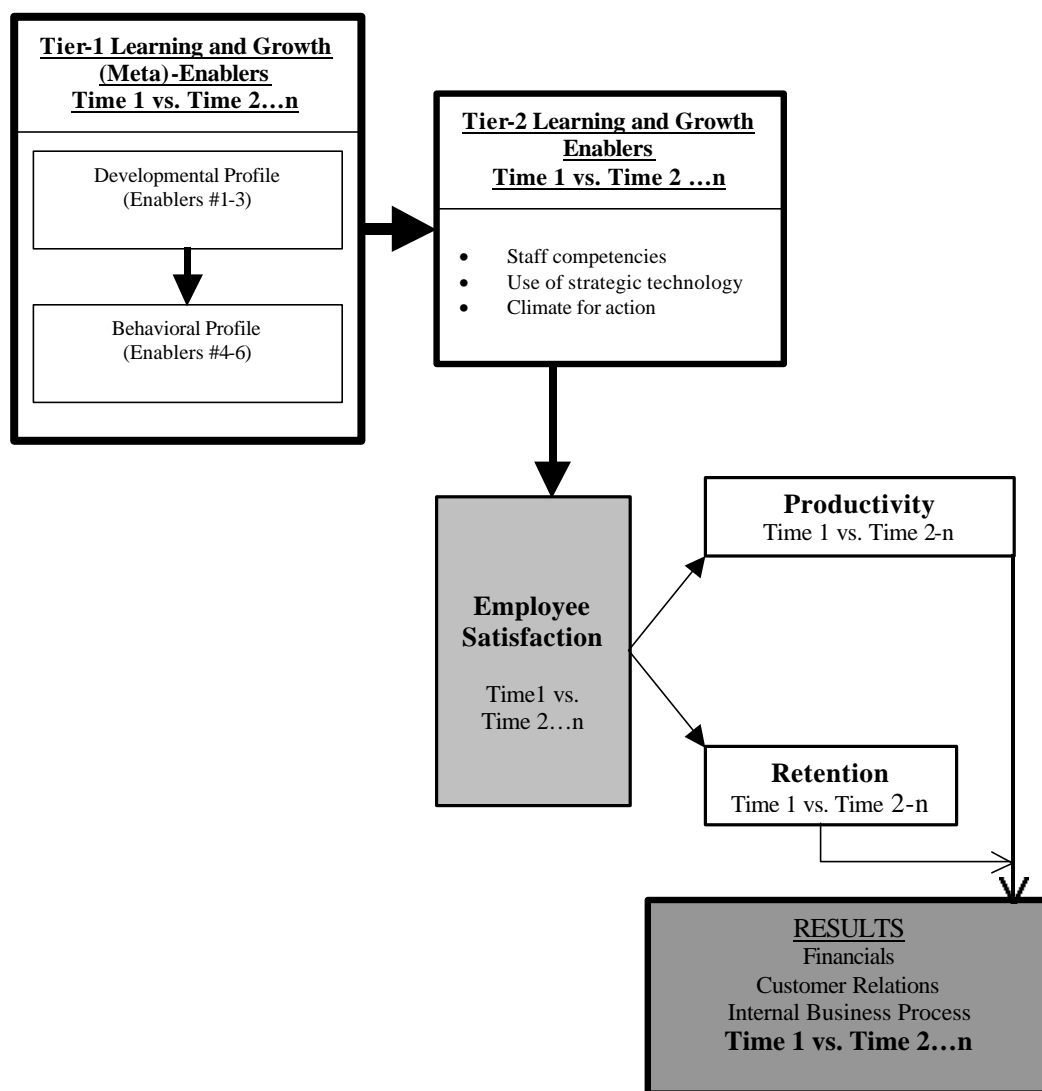 Tier-1 Learning and Growth
(Meta)-Enablers
Time 1 vs. Time 2…n
Developmental Profile
(Enablers #1-3)
Behavioral Profile
(Enablers #4-6)
Tier-2 Learning and Growth
Enablers
Time 1 vs. Time 2 …n
• Staff competencies
• Use of strategic technology
• Climate for action
Employee
Satisfaction
Time1 vs.
Time 2…n
Productivity
Time 1 vs. Time 2-n
Retention
Time 1 vs. Time 2-n
RESULTS
Financials
Customer Relations
Internal Business Process
Time 1 vs. Time 2…n